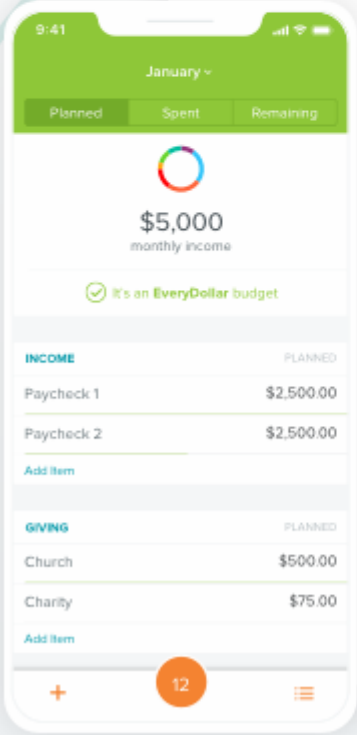 9:41
January
Planned Spent Remaining
$5,000
monthly income
It's an EveryDollar budget
INCOME PLANNED
Paycheck 1 $2,500.00
Paycheck 2 $2,500.00
Add Item
GIVING PLANNED
Church $500.00
Charity $75.00
Add Item
12